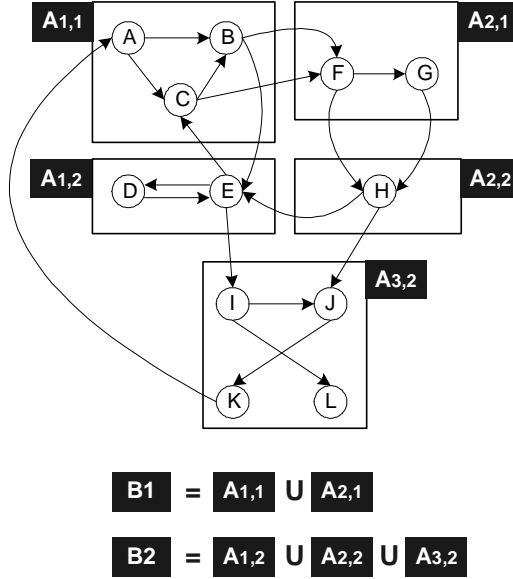 A1,1
A2,1
A B
F G
C
A1,2
A2,2
D E
H
A3,2
I J
K L
B1 = A1,1 U A2,1
B2 = A1,2 U A2,2 U A3,2